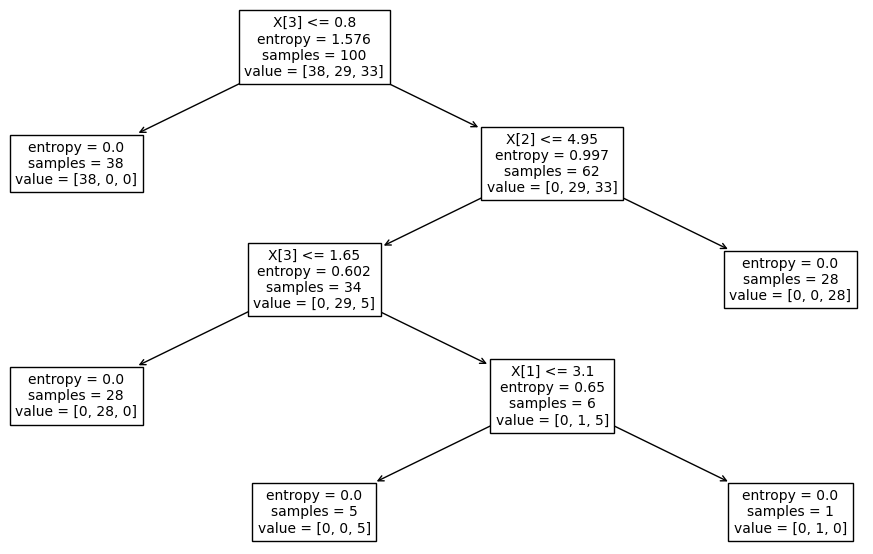 X[3] <= 0.8
entropy = 1.576
samples = 100
value = [38, 29, 33]
entropy = 0.0
samples = 38
value = [38, 0, 0]
X[2] <= 4.95
entropy = 0.997
samples = 62
value = [0, 29, 33]
X[3] <= 1.65
entropy = 0.602
samples = 34
value = [0, 29, 5]
entropy = 0.0
samples = 28
value = [0, 0, 28]
entropy = 0.0
samples = 28
value = [0, 28, 0]
X[1] <= 3.1
entropy = 0.65
samples = 6
value = [0, 1, 5]
entropy = 0.0
samples = 5
value = [0, 0, 5]
entropy = 0.0
samples = 1
value = [0, 1, 0]